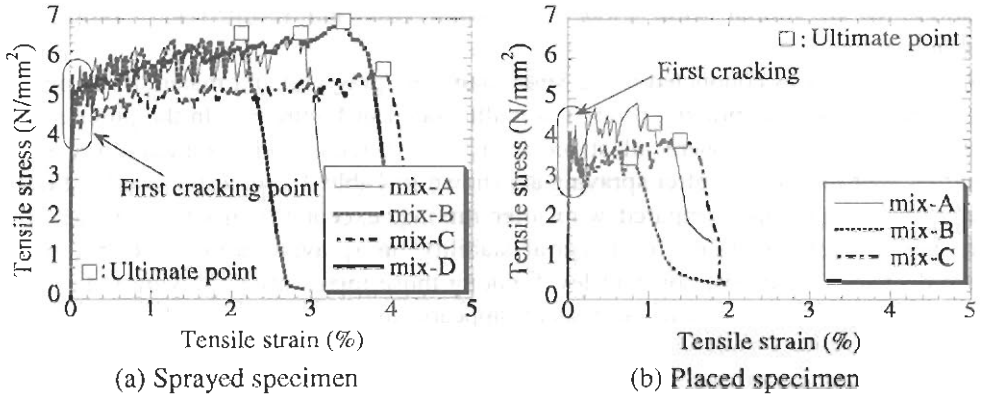 Tensile stress (N/mm²)
7
6
5
4
3
2
1
0
First cracking point
□:Ultimate point
mix-A
mix-B
mix-C
mix-D
0 1 2 3 4 5
Tensile strain (%)
(a) Sprayed specimen
Tensile stress (N/mm²)
7
6
5
4
3
2
1
0
□: Ultimate point
First cracking
mix-A
mix-B
mix-C
0 1 2 3 4 5
Tensile strain (%)
(b) Placed specimen